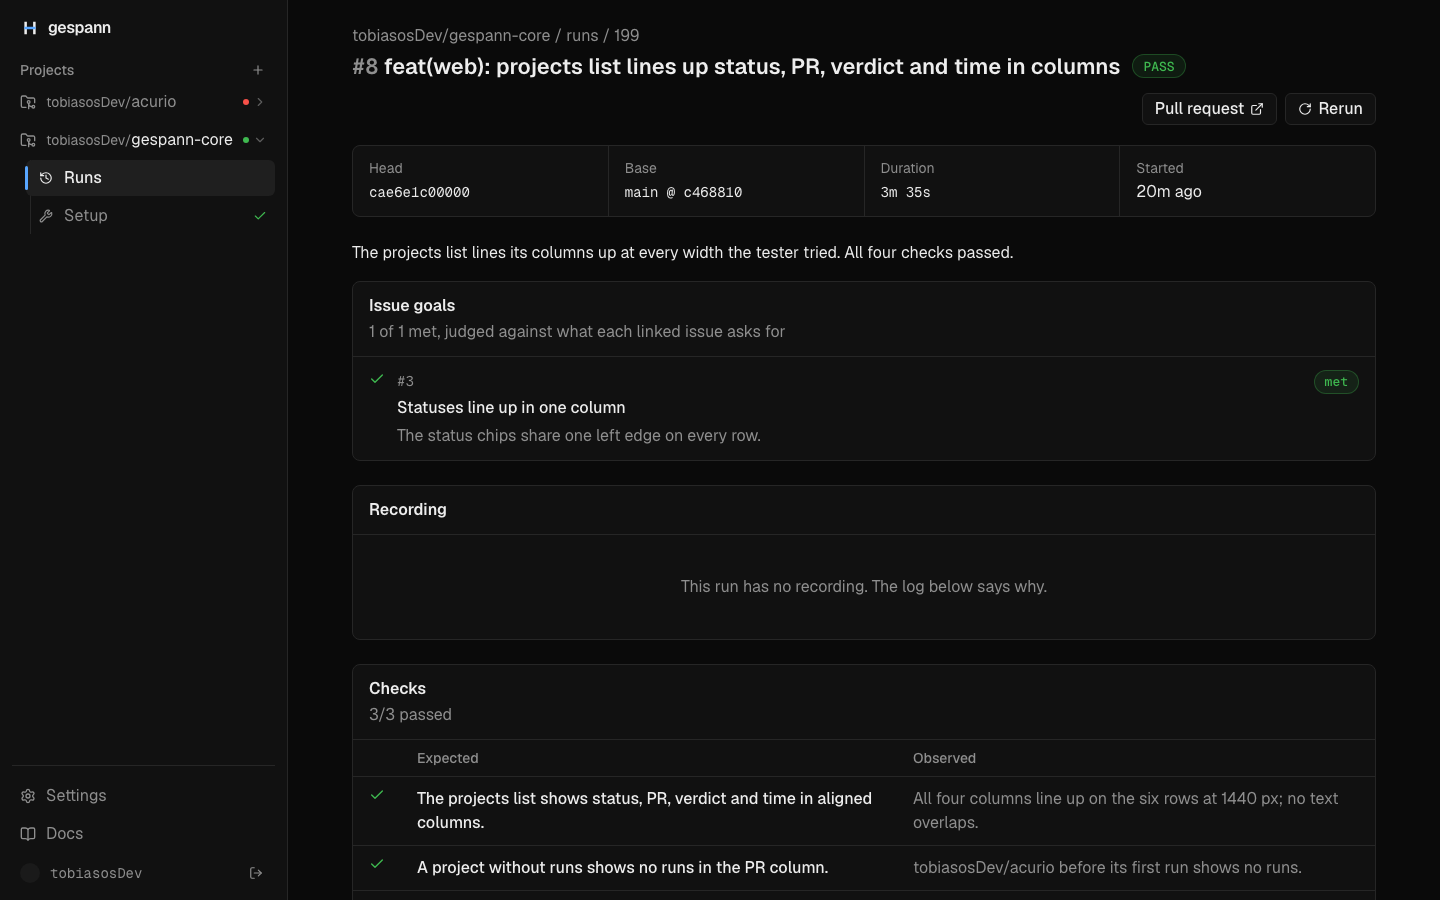 gespann
Projects
tobiasosDev/acurio
tobiasosDev/gespann-core
Runs
Setup
Settings
Docs
tobiasosDev
tobiasosDev/gespann-core / runs / 199
#8 feat(web): projects list lines up status, PR, verdict and time in columns PASS
Pull request Rerun
Head Base Duration Started
cae6e1c00000 main @ c468810 3m 35s 20m ago
The projects list lines its columns up at every width the tester tried. All four checks passed.
Issue goals
1 of 1 met, judged against what each linked issue asks for
#3 met
Statuses line up in one column
The status chips share one left edge on every row.
Recording
This run has no recording. The log below says why.
Checks
3/3 passed
Expected Observed
The projects list shows status, PR, verdict and time in aligned All four columns line up on the six rows at 1440 px; no text
columns. overlaps.
A project without runs shows no runs in the PR column. tobiasosDev/acurio before its first run shows no runs.